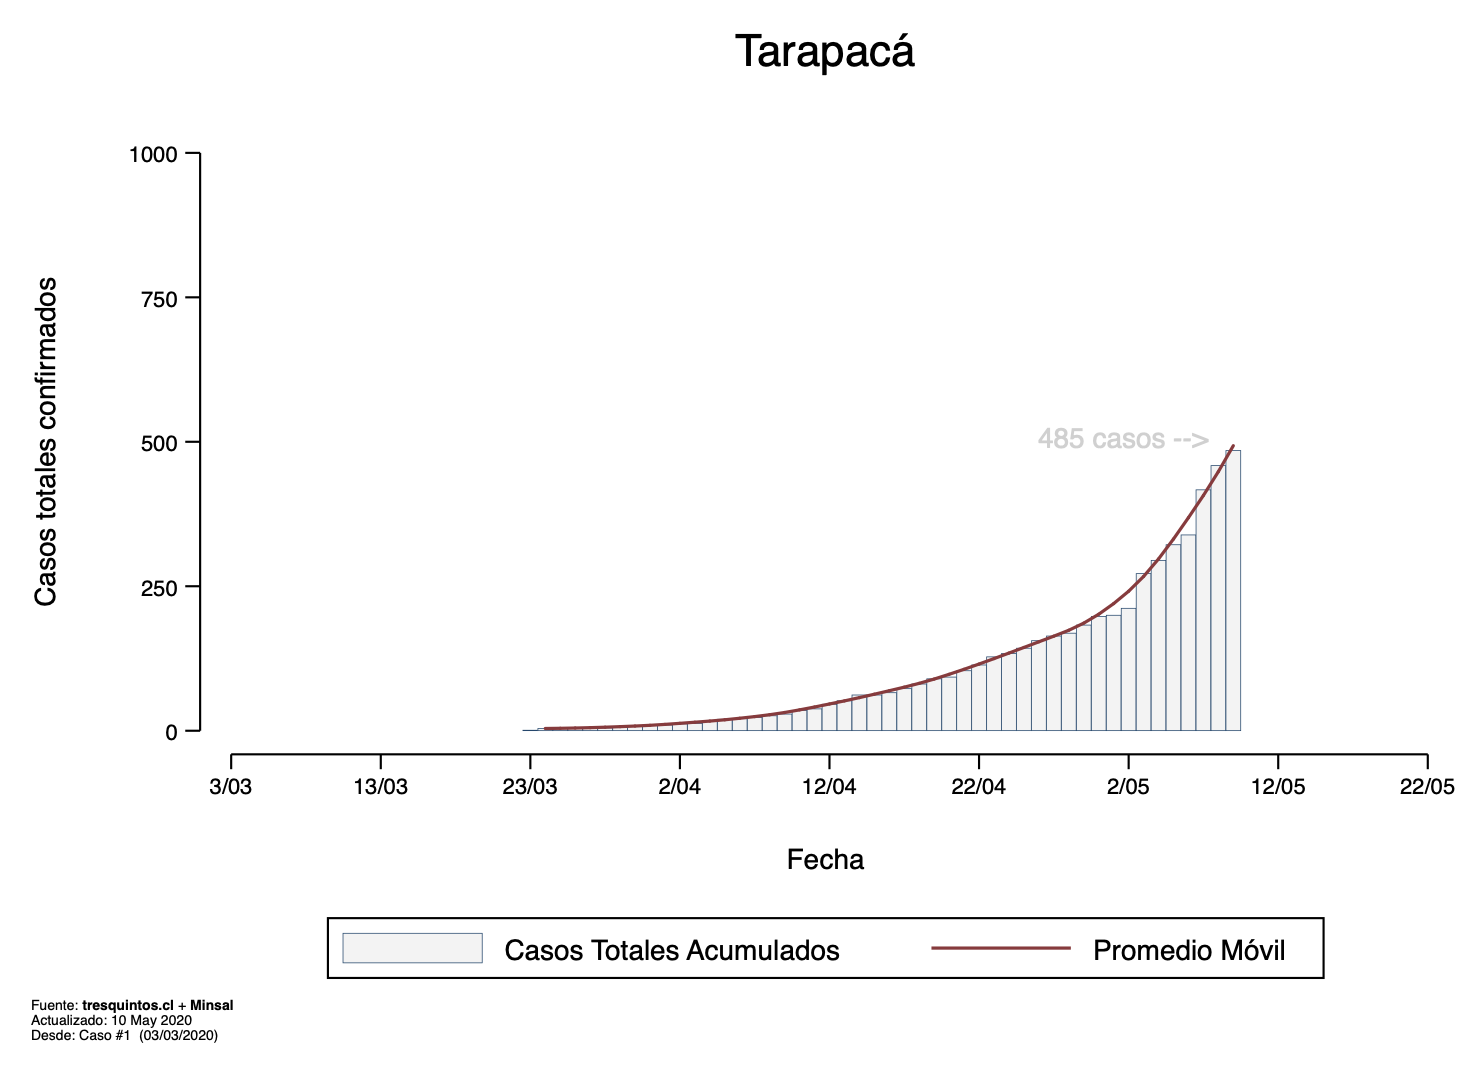 Tarapacá
Casos totales confirmados
1000
750
500
250
0
485 casos -->
3/03 13/03 23/03 2/04 12/04 22/04 2/05 12/05 22/05
Fecha
Casos Totales Acumulados Promedio Móvil
Fuente: tresquintos.cl + Minsal
Actualizado: 10 May 2020
Desde: Caso #1 (03/03/2020)